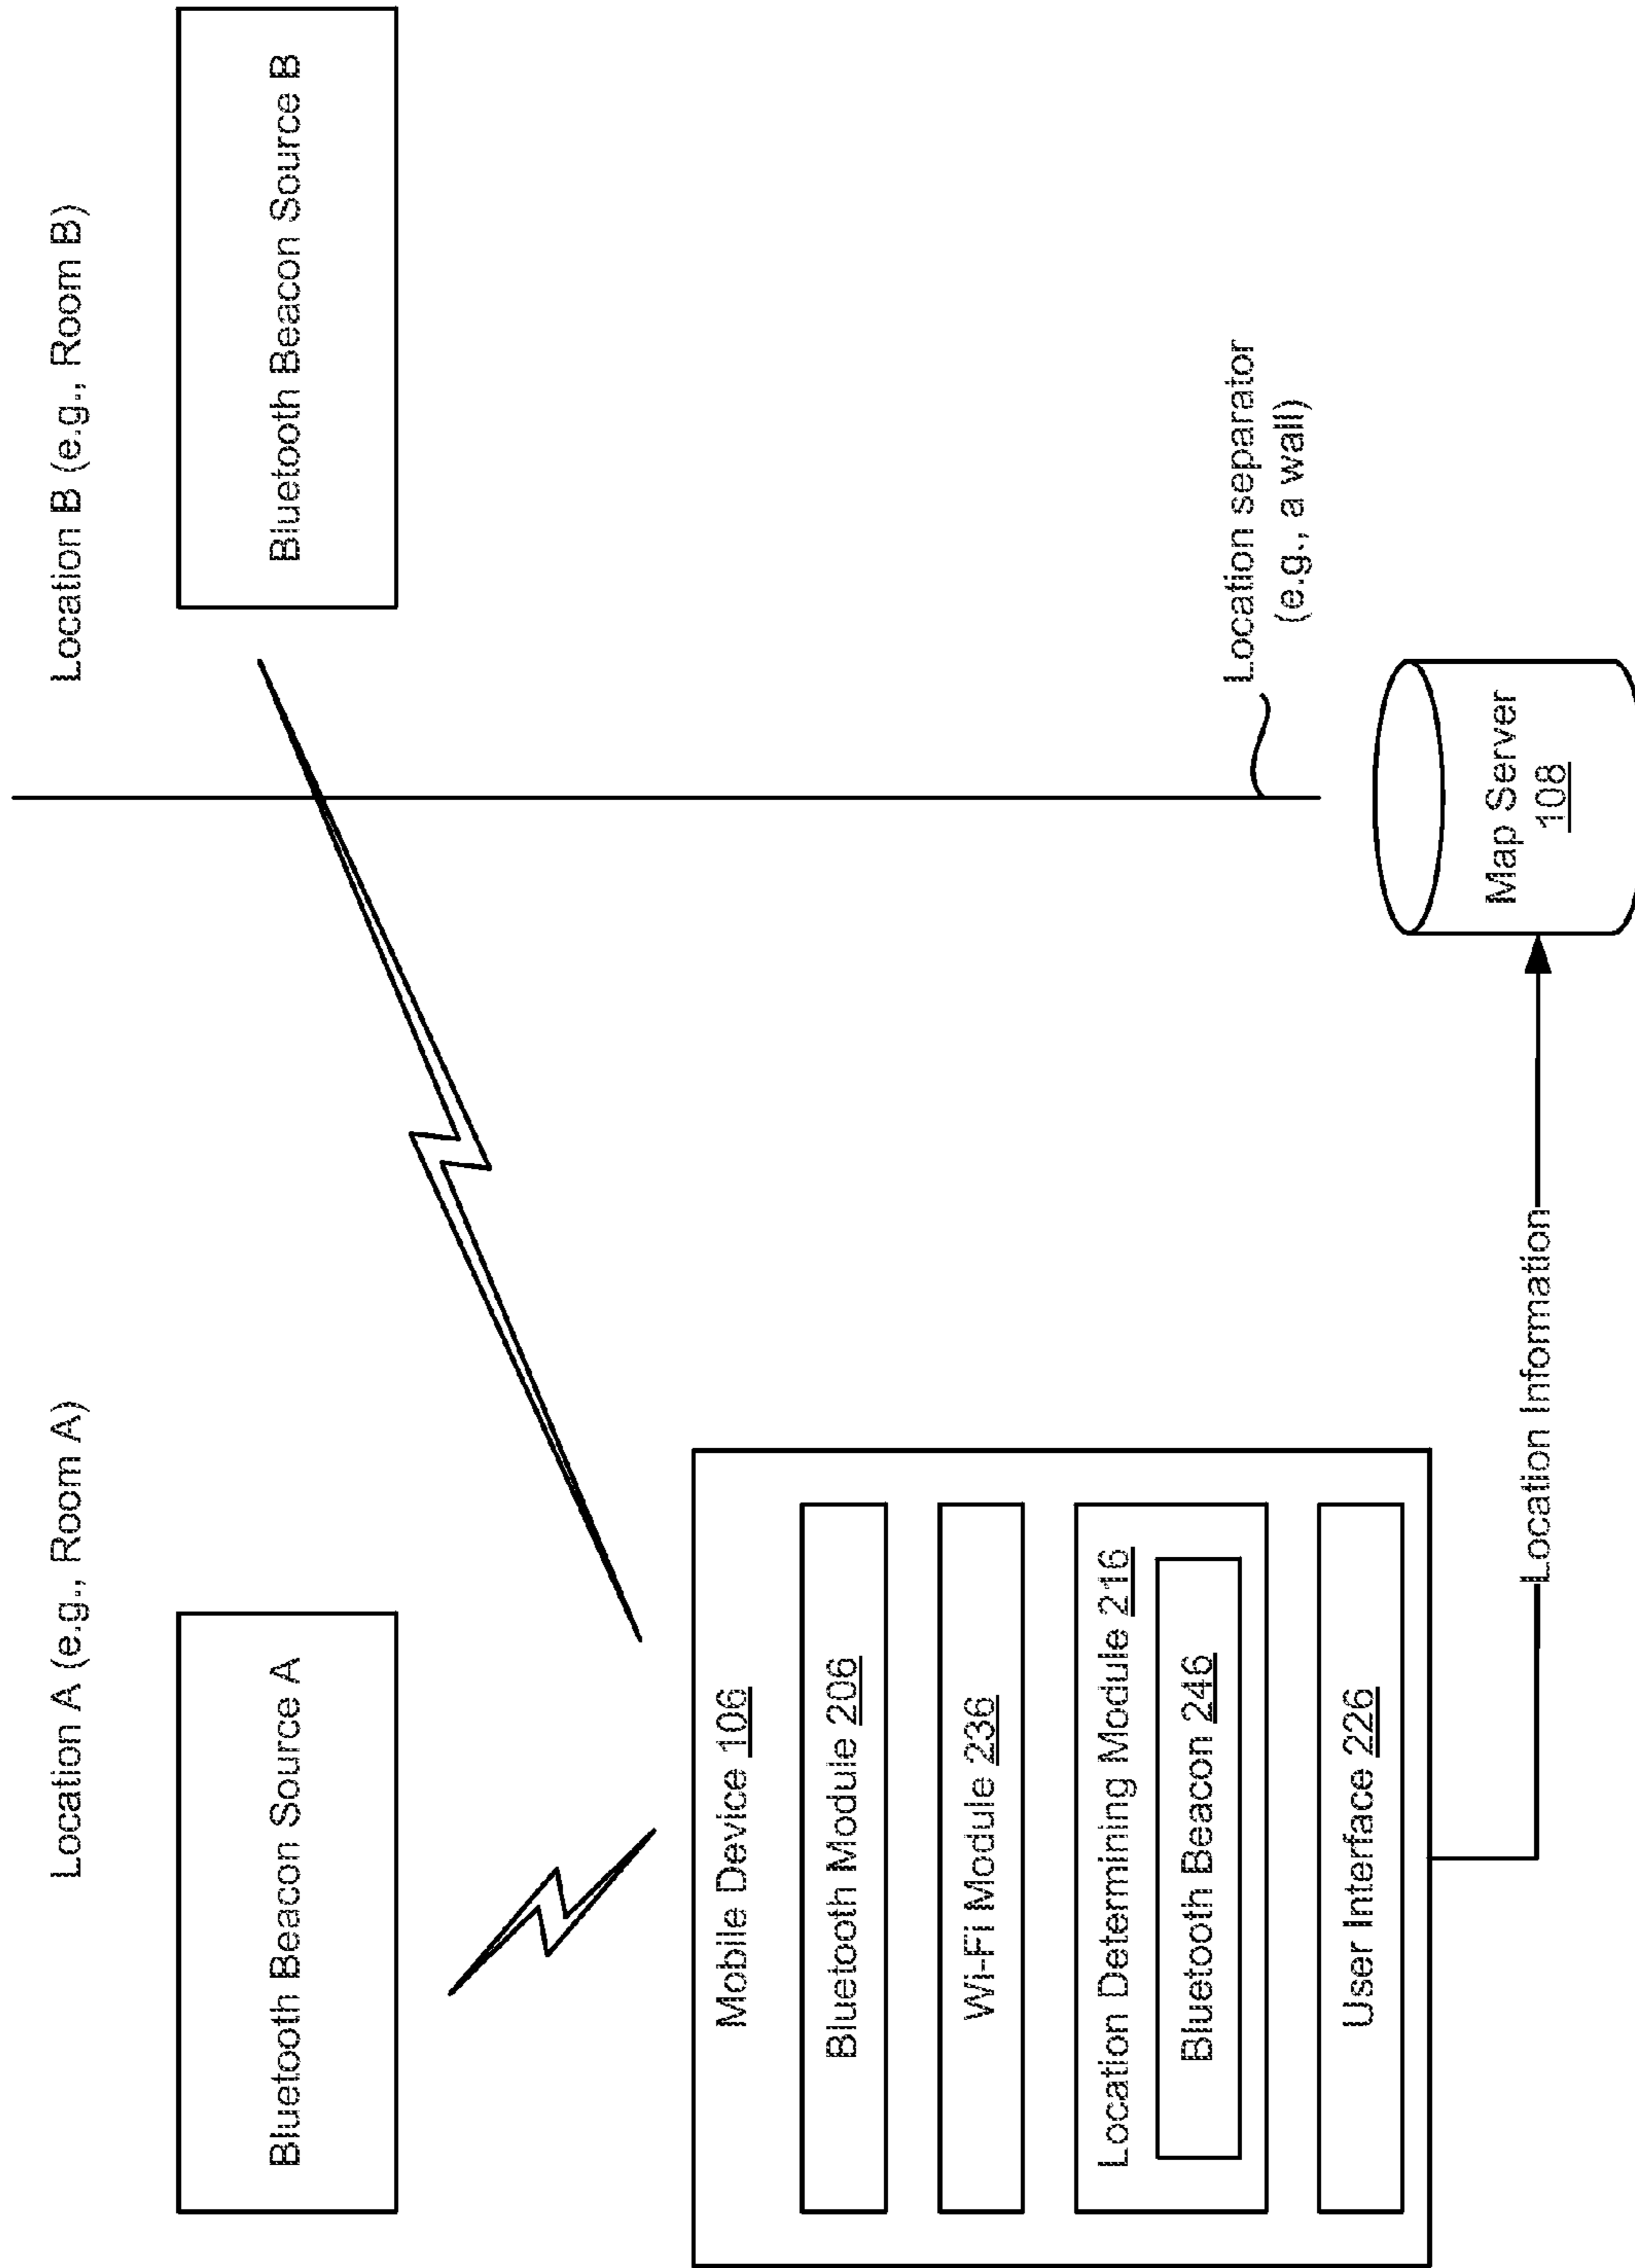 Location A (e.g., Room A)
Location B (e.g., Room B)
Bluetooth Beacon Source A
Bluetooth Beacon Source B
Mobile Device 106
Bluetooth Module 206
Wi-Fi Module 236
Location Determining Module 216
Bluetooth Beacon 246
User Interface 226
Location separator
(e.g., a wall)
Location Information
Map Server
108